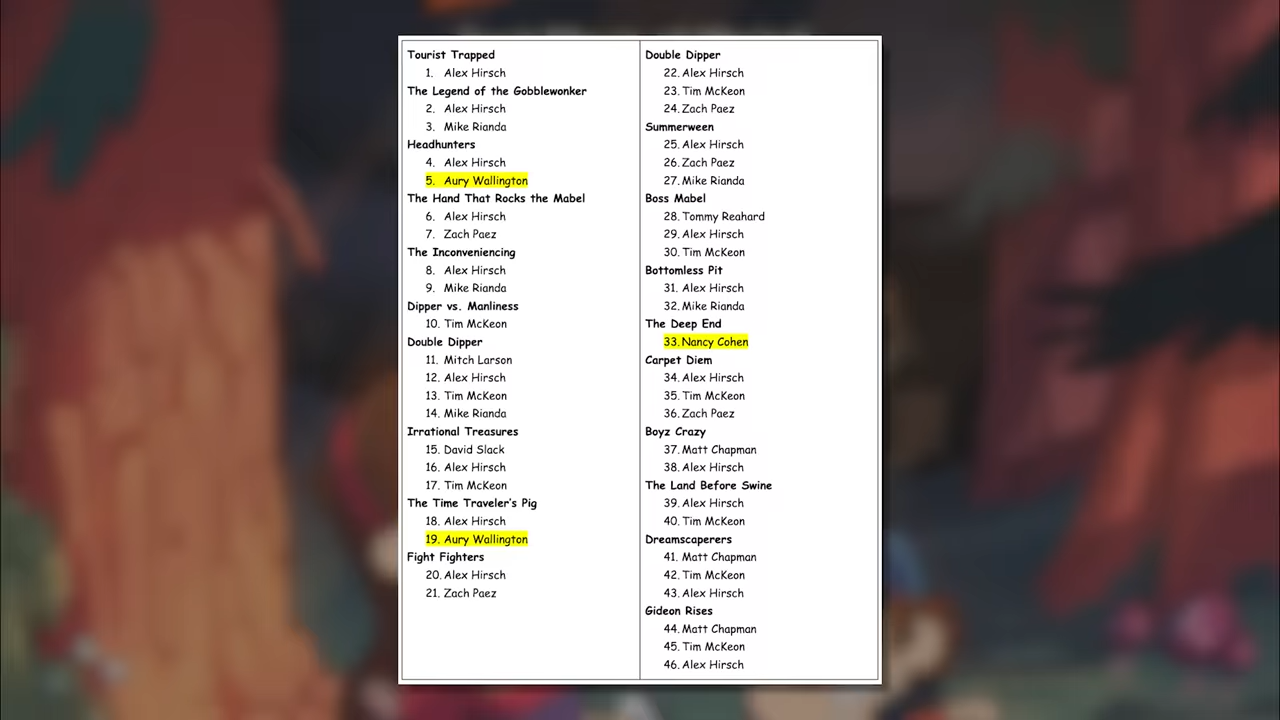 Tourist Trapped
1. Alex Hirsch
The Legend of the Gobblewonker
2. Alex Hirsch
3. Mike Rianda
Headhunters
4. Alex Hirsch
5. Aury Wallington
The Hand That Rocks the Mabel
6. Alex Hirsch
7. Zach Paez
The Inconveniencing
8. Alex Hirsch
9. Mike Rianda
Dipper vs. Manliness
10. Tim McKeon
Double Dipper
11. Mitch Larson
12. Alex Hirsch
13. Tim McKeon
14. Mike Rianda
Irrational Treasures
15. David Slack
16. Alex Hirsch
17. Tim McKeon
The Time Traveler's Pig
18. Alex Hirsch
19. Aury Wallington
Fight Fighters
20. Alex Hirsch
21. Zach Paez
Double Dipper
22. Alex Hirsch
23. Tim McKeon
24. Zach Paez
Summerween
25. Alex Hirsch
26. Zach Paez
27. Mike Rianda
Boss Mabel
28. Tommy Reahard
29. Alex Hirsch
30. Tim McKeon
Bottomless Pit
31. Alex Hirsch
32. Mike Rianda
The Deep End
33. Nancy Cohen
Carpet Diem
34. Alex Hirsch
35. Tim McKeon
36. Zach Paez
Boyz Crazy
37. Matt Chapman
38. Alex Hirsch
The Land Before Swine
39. Alex Hirsch
40. Tim McKeon
Dreamscaperers
41. Matt Chapman
42. Tim McKeon
43. Alex Hirsch
Gideon Rises
44. Matt Chapman
45. Tim McKeon
46. Alex Hirsch